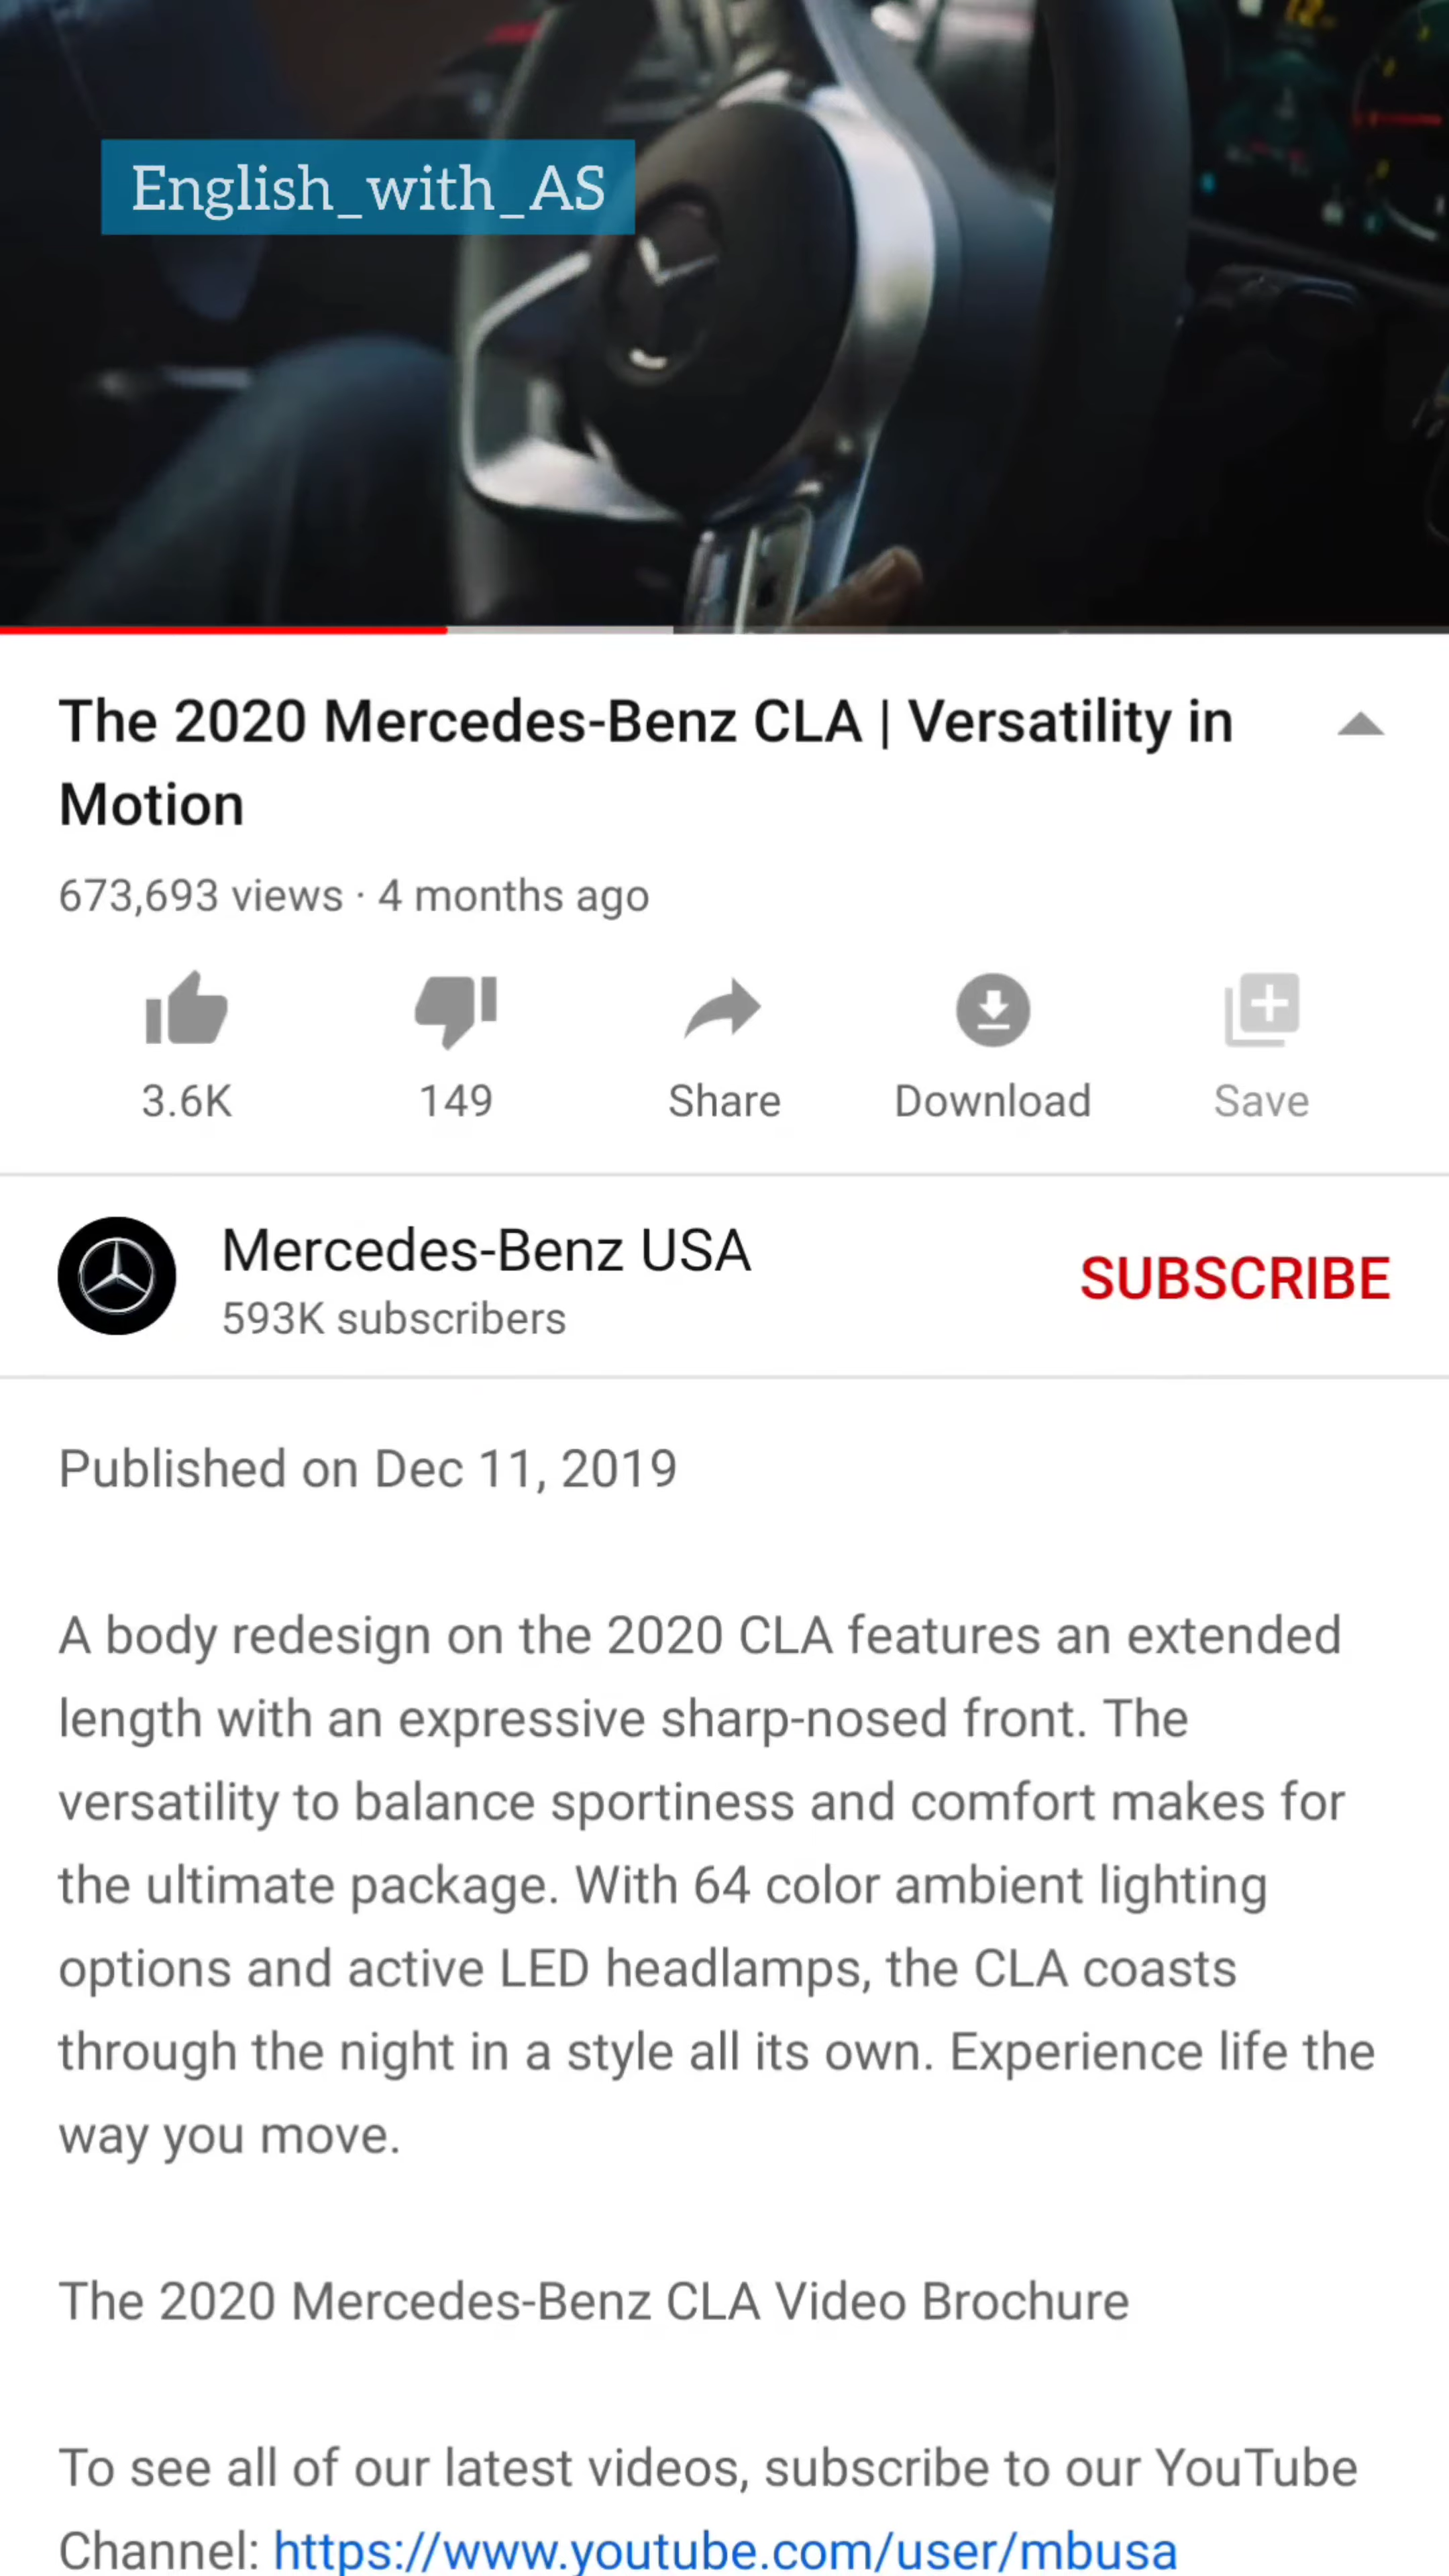 English_with_AS
The 2020 Mercedes-Benz CLA | Versatility in
Motion
673,693 views · 4 months ago
3.6K 149 Share Download Save
Mercedes-Benz USA
SUBSCRIBE
593K subscribers
Published on Dec 11, 2019
A body redesign on the 2020 CLA features an extended
length with an expressive sharp-nosed front. The
versatility to balance sportiness and comfort makes for
the ultimate package. With 64 color ambient lighting
options and active LED headlamps, the CLA coasts
through the night in a style all its own. Experience life the
way you move.
The 2020 Mercedes-Benz CLA Video Brochure
To see all of our latest videos, subscribe to our YouTube
Channel: https://www.youtube.com/user/mbusa